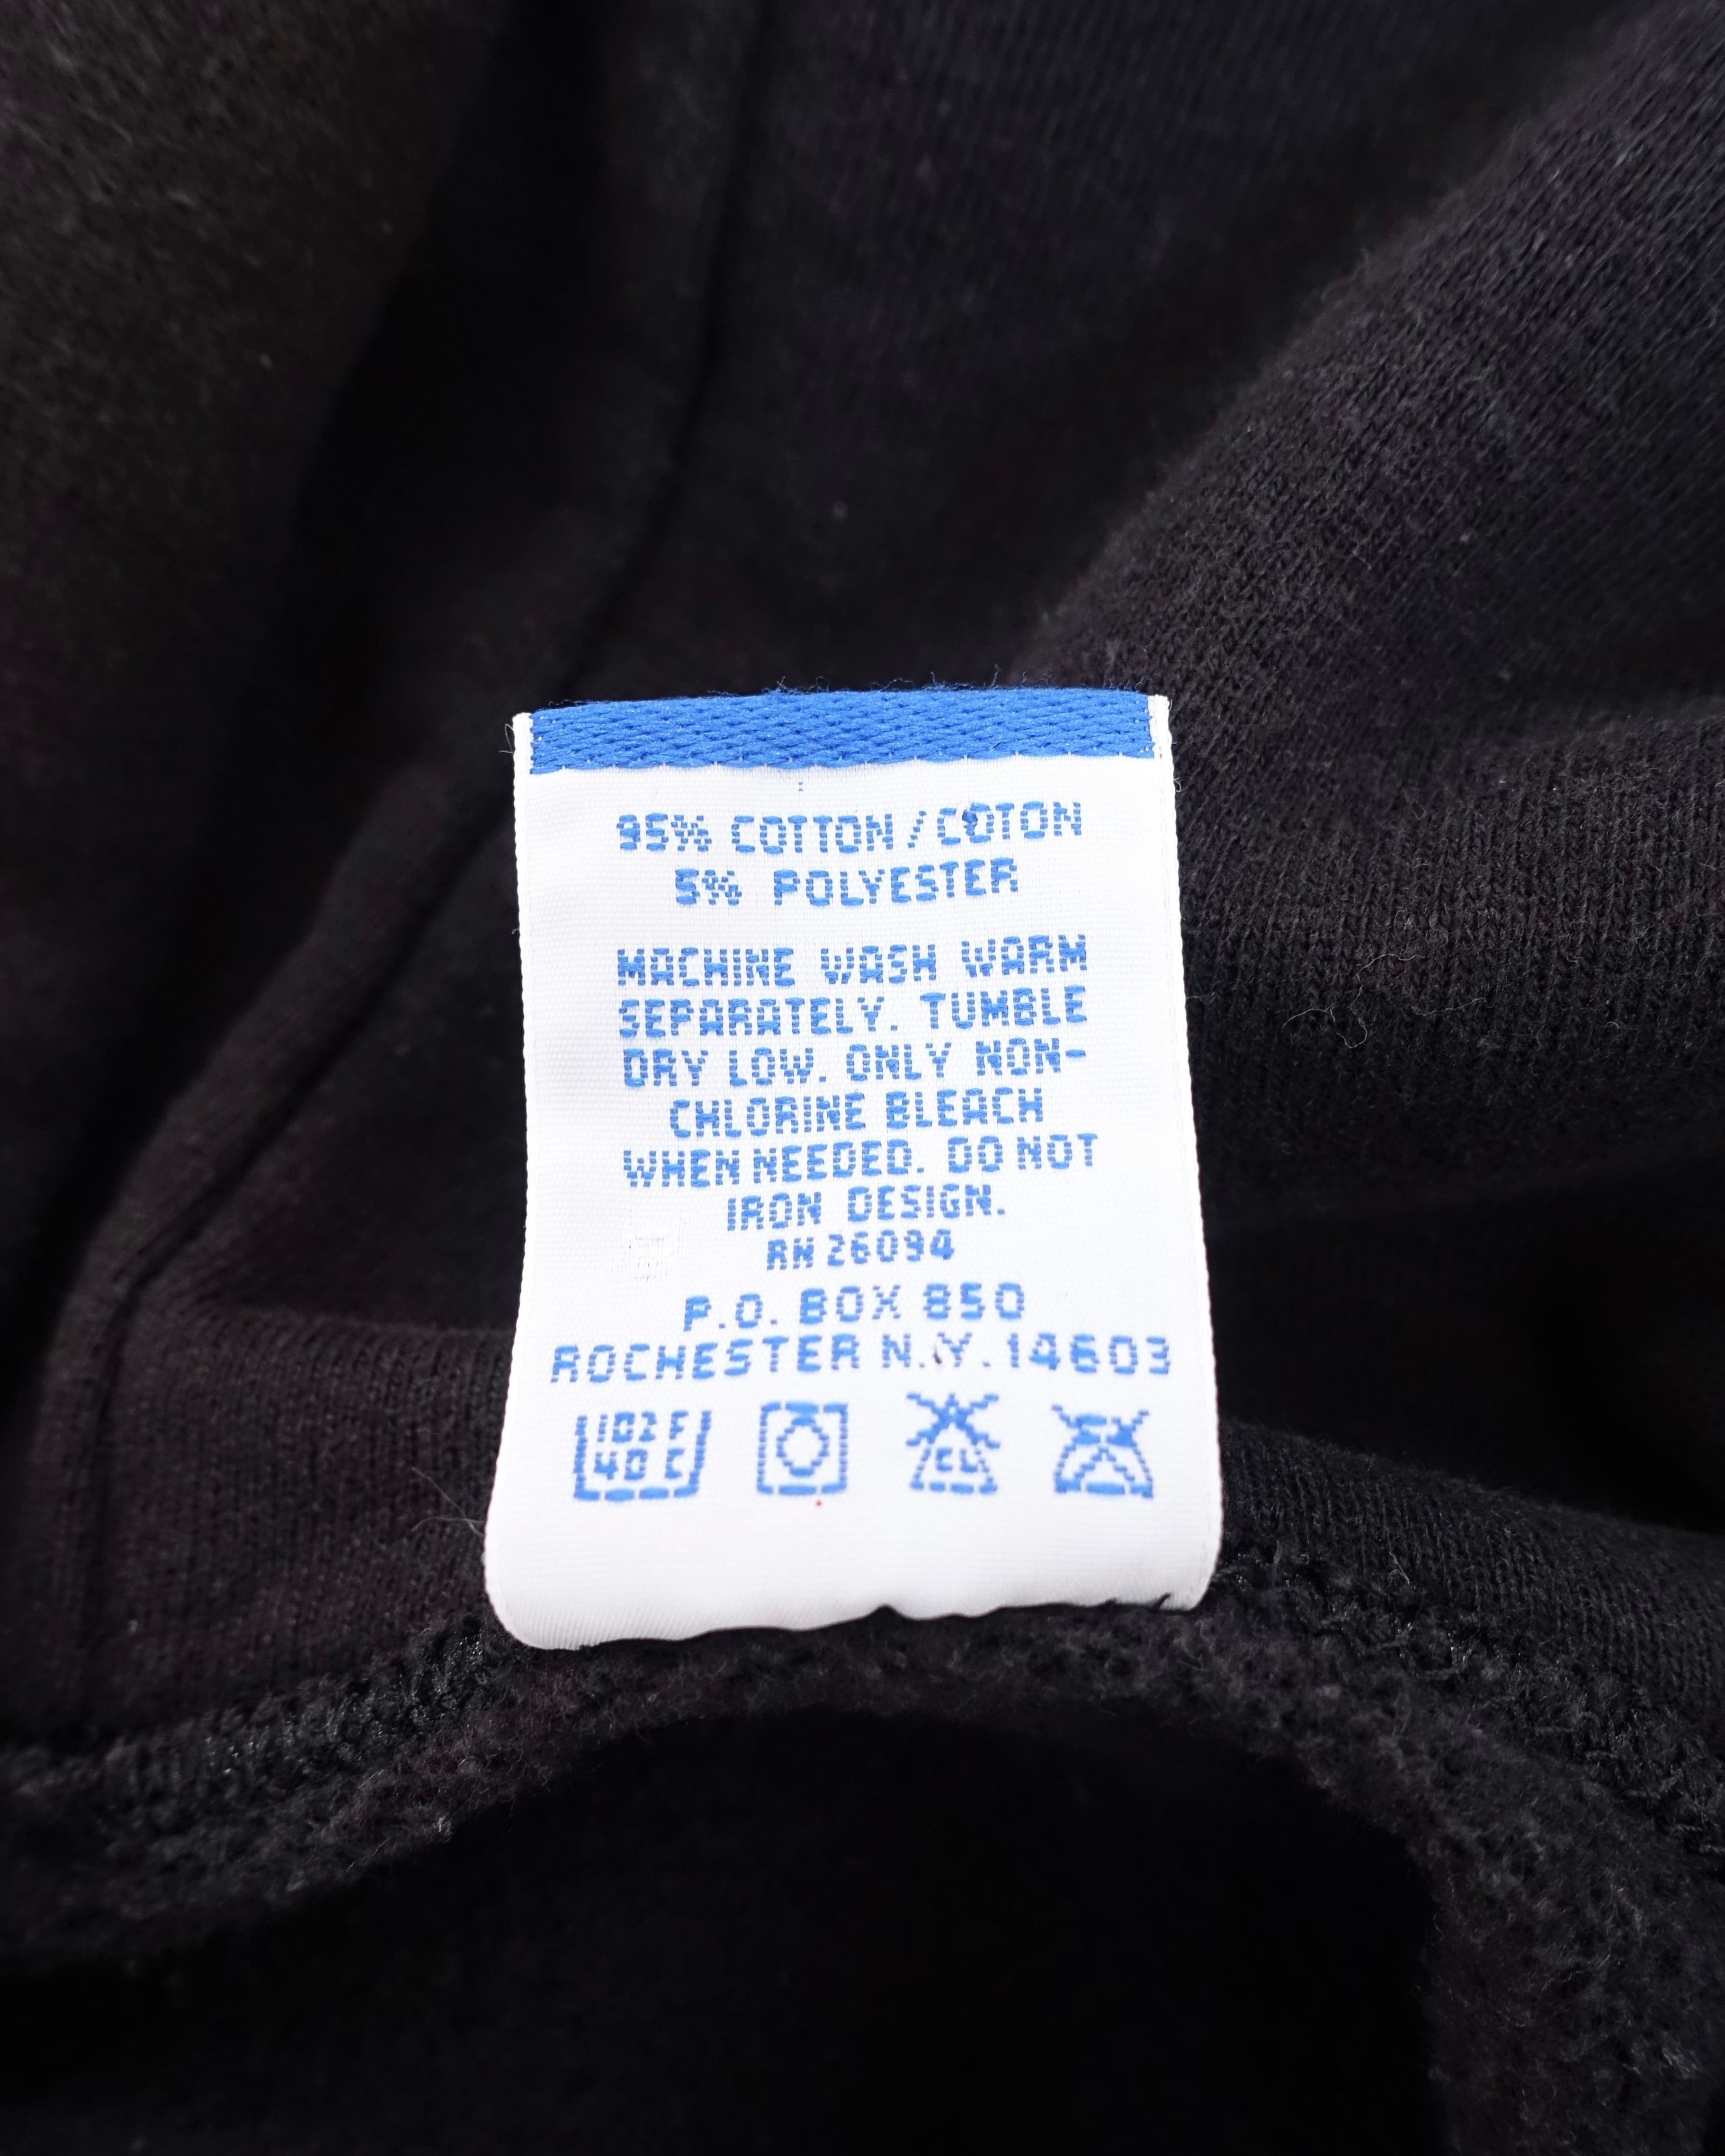 95% COTTON / COTON
5% POLYESTER
MACHINE WASH WARM
SEPARATELY. TUMBLE
DRY LOW. ONLY NON-
CHLORINE BLEACH
WHEN NEEDED. DO NOT
IRON DESIGN.
RN 26094
P.O. BOX 850
ROCHESTER N.Y. 14603
102 F
40 C
CL